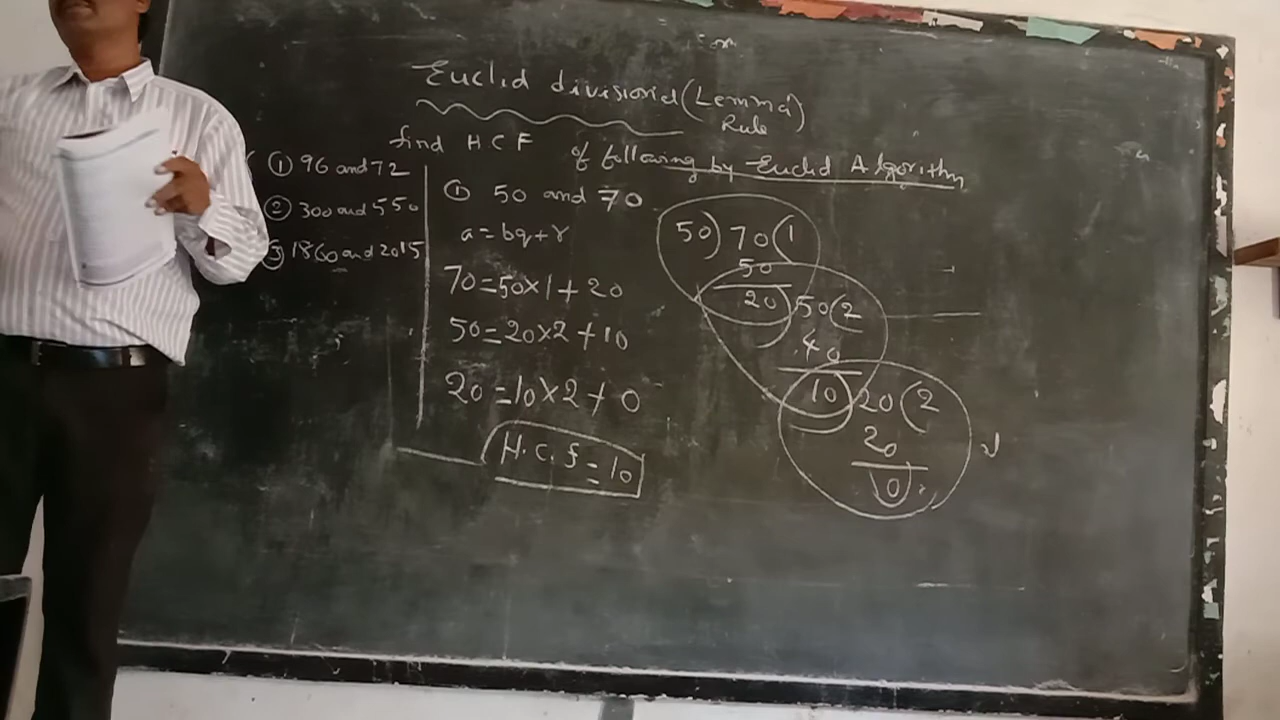 Euclid divisiond (Lemma)
Rule
find HCF of following by Euclid Algorithm
① 96 and 72
② 300 and 550
③ 1860 and 2015
① 50 and 70
a=bq+r
70=50×1+20
50=20×2+10
20=10×2+0
H.C.f=10
50)70(1
50
20)50(2
40
10)20(2
20
0